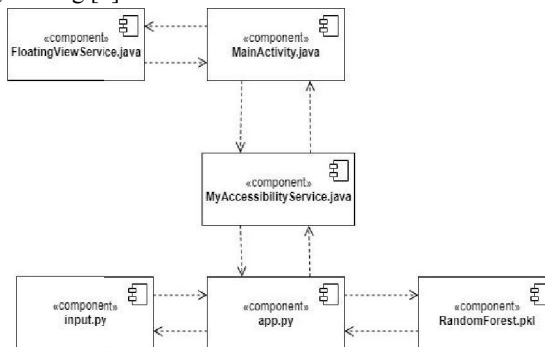 «component»
FloatingViewService.java
«component»
MainActivity.java
«component»
MyAccessibilityService.java
«component»
input.py
«component»
app.py
«component»
RandomForest.pkl